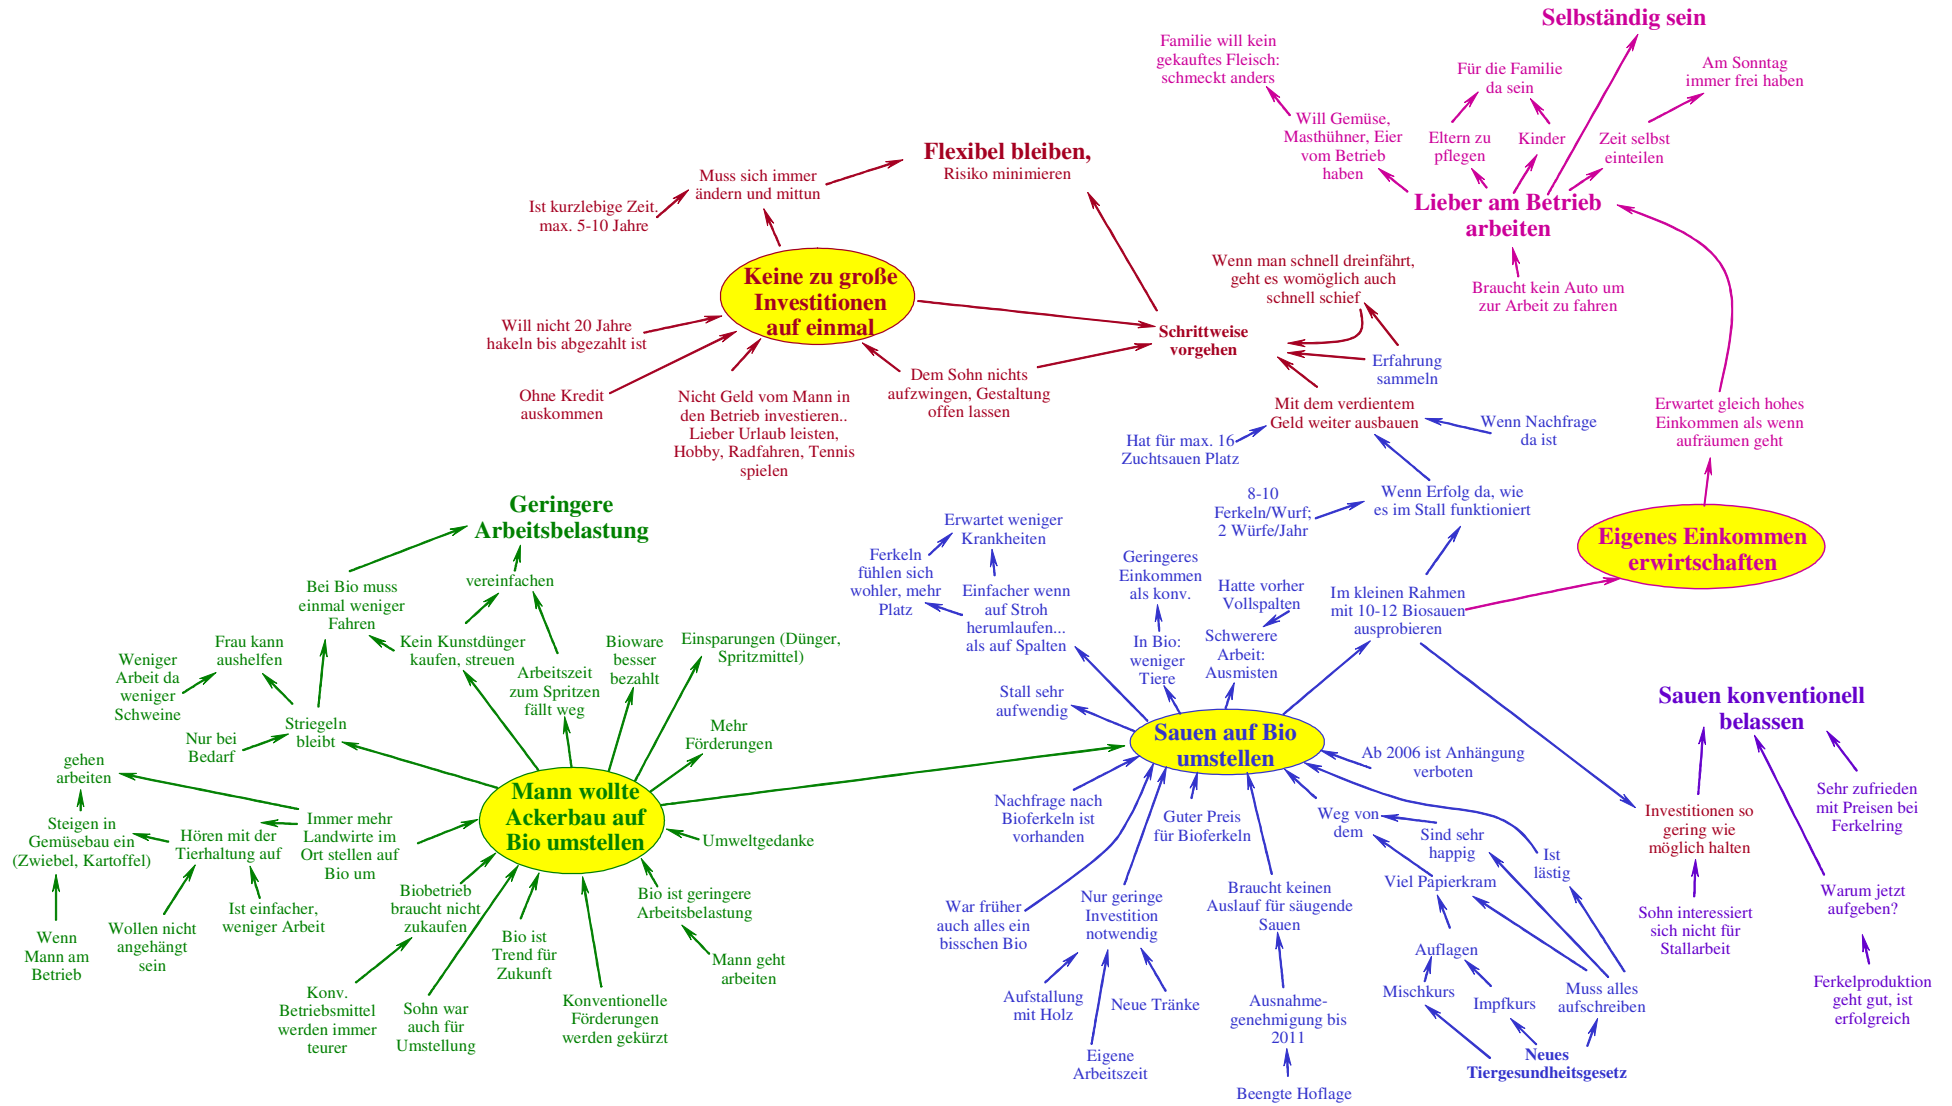 Selbständig sein
Familie will kein
gekauftes Fleisch:
schmeckt anders
Für die Familie
da sein
Am Sonntag
immer frei haben
Will Gemüse,
Masthühner, Eier
vom Betrieb
haben
Eltern zu
pflegen
Kinder
Zeit selbst
einteilen
Lieber am Betrieb
arbeiten
Braucht kein Auto um
zur Arbeit zu fahren
Flexibel bleiben,
Risiko minimieren
Muss sich immer
ändern und mittun
Ist kurzlebige Zeit.
max. 5-10 Jahre
Keine zu große
Investitionen
auf einmal
Will nicht 20 Jahre
hakeln bis abgezahlt ist
Ohne Kredit
auskommen
Nicht Geld vom Mann in
den Betrieb investieren..
Lieber Urlaub leisten,
Hobby, Radfahren, Tennis
spielen
Dem Sohn nichts
aufzwingen, Gestaltung
offen lassen
Wenn man schnell dreinfährt,
geht es womöglich auch
schnell schief
Schrittweise
vorgehen
Erfahrung
sammeln
Mit dem verdientem
Geld weiter ausbauen
Wenn Nachfrage
da ist
Hat für max. 16
Zuchtsauen Platz
8-10
Ferkeln/Wurf;
2 Würfe/Jahr
Wenn Erfolg da, wie
es im Stall funktioniert
Erwartet gleich hohes
Einkommen als wenn
aufräumen geht
Eigenes Einkommen
erwirtschaften
Geringere
Arbeitsbelastung
Bei Bio muss
einmal weniger
Fahren
vereinfachen
Frau kann
aushelfen
Kein Kunstdünger
kaufen, streuen
Weniger
Arbeit da
weniger
Schweine
Arbeitszeit
zum Spritzen
fällt weg
Bioware
besser
bezahlt
Einsparungen (Dünger,
Spritzmittel)
Striegeln
bleibt
Nur bei
Bedarf
Mehr
Förderungen
gehen
arbeiten
Steigen in
Gemüsebau ein
(Zwiebel, Kartoffel)
Hören mit der
Tierhaltung auf
Immer mehr
Landwirte im
Ort stellen auf
Bio um
Mann wollte
Ackerbau auf
Bio umstellen
Umweltgedanke
Wenn
Mann am
Betrieb
Wollen nicht
angehängt
sein
Ist einfacher,
weniger Arbeit
Biobetrieb
braucht nicht
zukaufen
Bio ist
Trend für
Zukunft
Bio ist geringere
Arbeitsbelastung
Mann geht
arbeiten
Konv.
Betriebsmittel
werden immer
teurer
Sohn war
auch für
Umstellung
Konventionelle
Förderungen
werden gekürzt
Erwartet weniger
Krankheiten
Ferkeln
fühlen sich
wohler, mehr
Platz
Einfacher wenn
auf Stroh
herumlaufen...
als auf Spalten
Geringeres
Einkommen
als konv.
In Bio:
weniger
Tiere
Hatte vorher
Vollspalten
Schwerere
Arbeit:
Ausmisten
Im kleinen Rahmen
mit 10-12 Biosauen
ausprobieren
Stall sehr
aufwendig
Sauen auf Bio
umstellen
Ab 2006 ist Anhängung
verboten
Nachfrage nach
Bioferkeln ist
vorhanden
Guter Preis
für Bioferkeln
Weg von
dem
Sind sehr
happig
Ist
lästig
Viel Papierkram
War früher
auch alles ein
bisschen Bio
Nur geringe
Investition
notwendig
Braucht keinen
Auslauf für säugende
Sauen
Auflagen
Aufstallung
mit Holz
Neue Tränke
Eigene
Arbeitszeit
Ausnahme-
genehmigung bis
2011
Beengte Hoflage
Mischkurs
Impfkurs
Muss alles
aufschreiben
Neues
Tiergesundheitsgesetz
Sauen konventionell
belassen
Investitionen so
gering wie
möglich halten
Sehr zufrieden
mit Preisen bei
Ferkelring
Sohn interessiert
sich nicht für
Stallarbeit
Warum jetzt
aufgeben?
Ferkelproduktion
geht gut, ist
erfolgreich